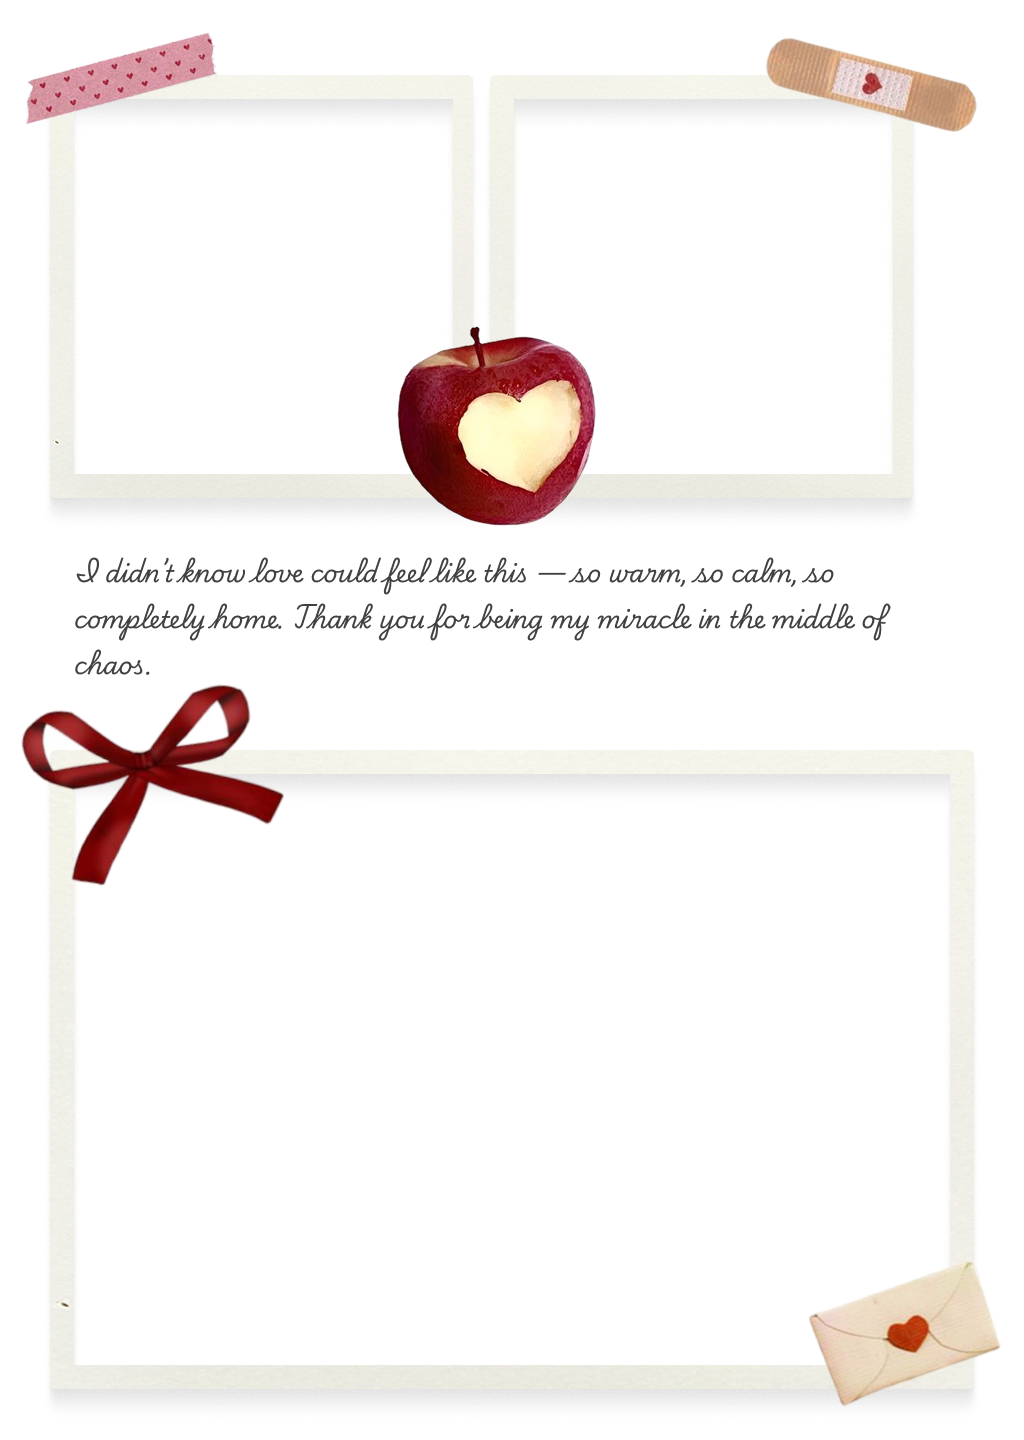 I didn't know love could feel like this — so warm, so calm, so
completely home. Thank you for being my miracle in the middle of
chaos.